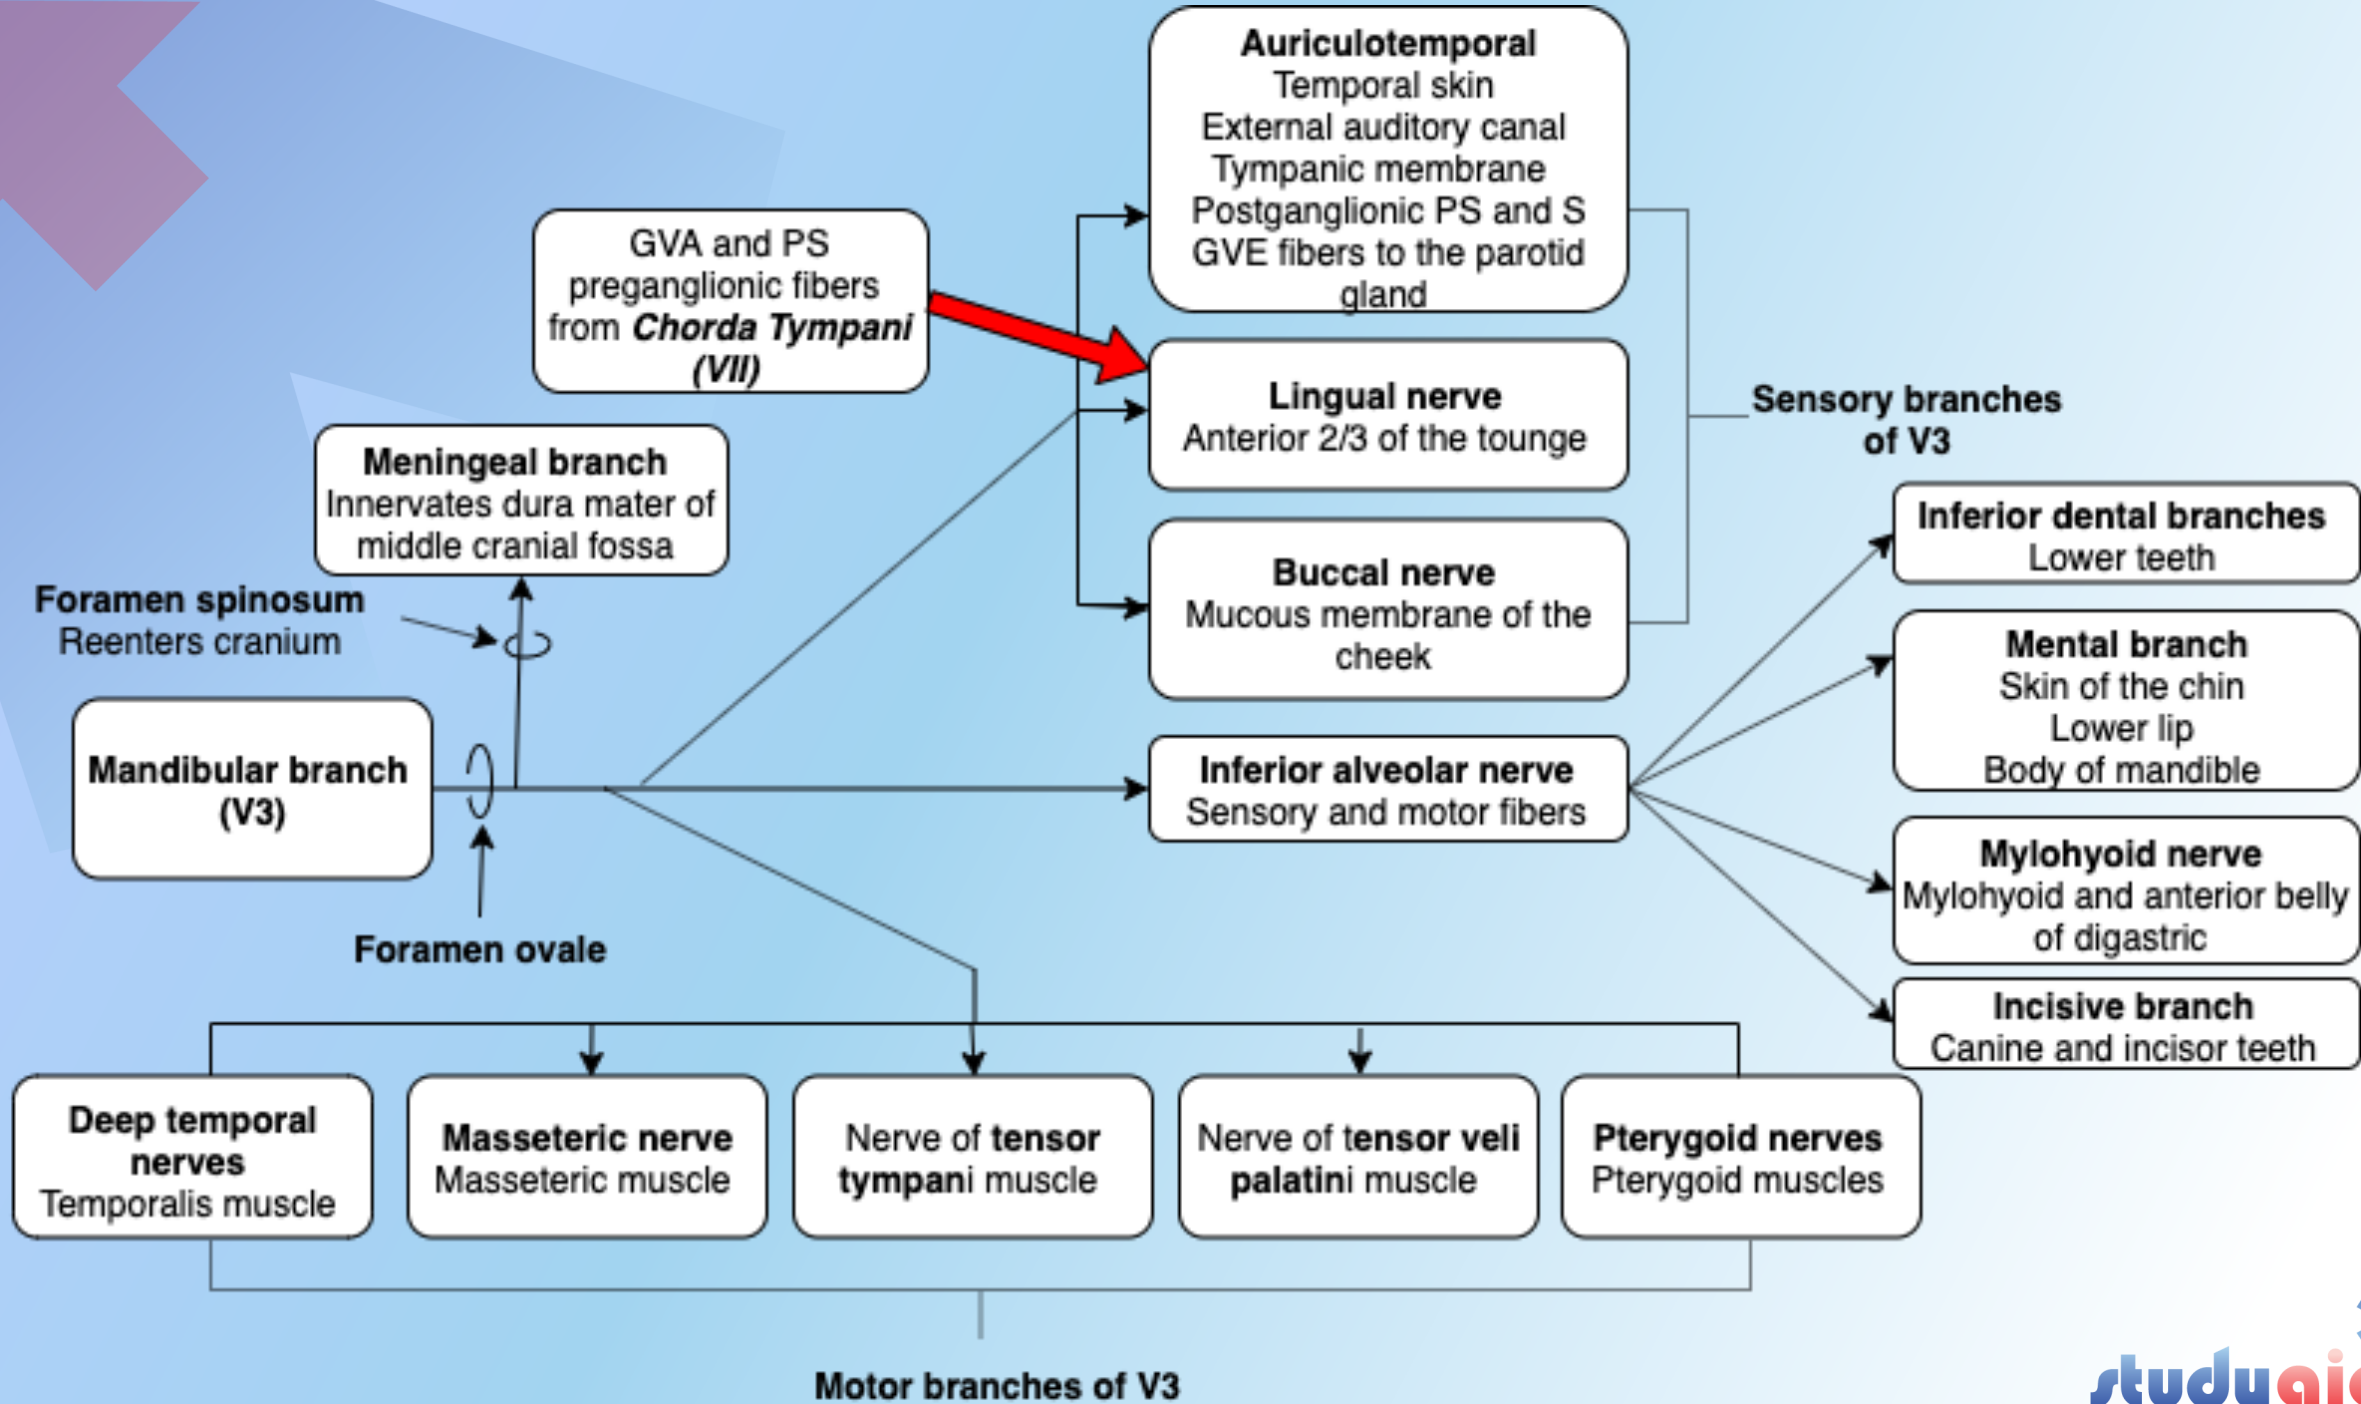 Auriculotemporal
Temporal skin
External auditory canal
Tympanic membrane
Postganglionic PS and S
GVE fibers to the parotid
gland
GVA and PS
preganglionic fibers
from Chorda Tympani
(VII)
Lingual nerve
Anterior 2/3 of the tounge
Sensory branches
of V3
Meningeal branch
Innervates dura mater of
middle cranial fossa
Buccal nerve
Mucous membrane of the
cheek
Inferior dental branches
Lower teeth
Foramen spinosum
Reenters cranium
Mental branch
Skin of the chin
Lower lip
Body of mandible
Mandibular branch
(V3)
Inferior alveolar nerve
Sensory and motor fibers
Mylohyoid nerve
Mylohyoid and anterior belly
of digastric
Foramen ovale
Incisive branch
Canine and incisor teeth
Deep temporal
nerves
Temporalis muscle
Masseteric nerve
Masseteric muscle
Nerve of tensor
tympani muscle
Nerve of tensor veli
palatini muscle
Pterygoid nerves
Pterygoid muscles
Motor branches of V3